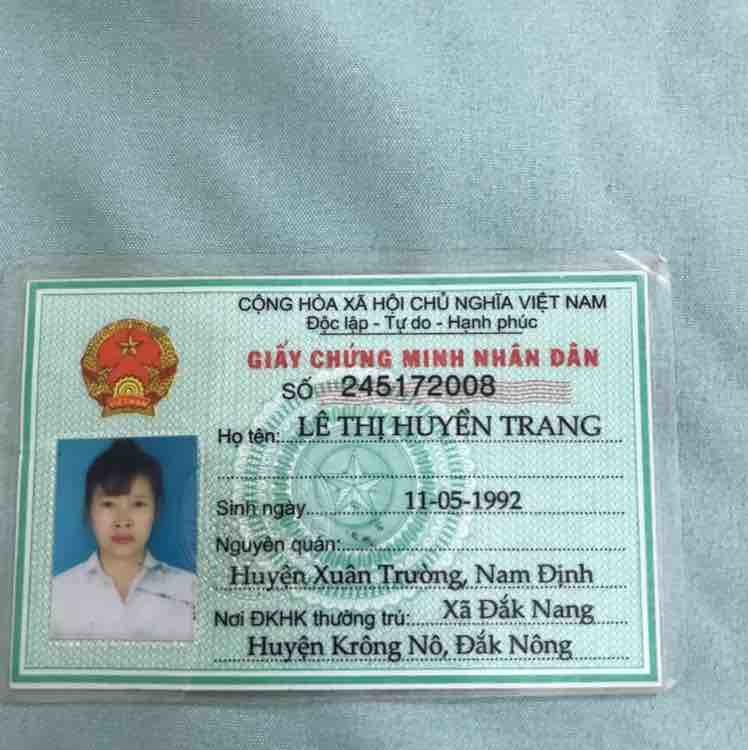 CỘNG HÒA XÃ HỘI CHỦ NGHĨA VIỆT NAM
Độc lập - Tự do - Hạnh phúc
GIẤY CHỨNG MINH NHÂN DÂN
SỐ 245172008
Họ tên: LÊ THỊ HUYỀN TRANG
Sinh ngày 11-05-1992
Nguyên quán:
Huyện Xuân Trường, Nam Định
Nơi ĐKHK thường trú: Xã Đắk Nang
Huyện Krông Nô, Đắk Nông
VIỆT NAM